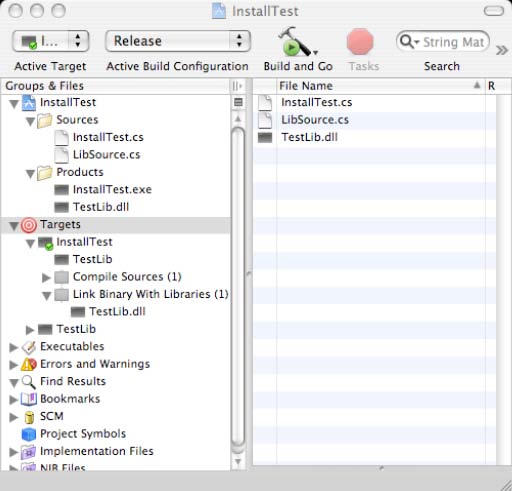 InstallTest
I...
Release
String Mat
Active Target
Active Build Configuration
Build and Go
Tasks
Search
Groups & Files
InstallTest
Sources
InstallTest.cs
LibSource.cs
Products
InstallTest.exe
TestLib.dll
Targets
InstallTest
TestLib
Compile Sources (1)
Link Binary With Libraries (1)
TestLib.dll
TestLib
Executables
Errors and Warnings
Find Results
Bookmarks
SCM
Project Symbols
Implementation Files
NIB Files
File Name
R
InstallTest.cs
LibSource.cs
TestLib.dll